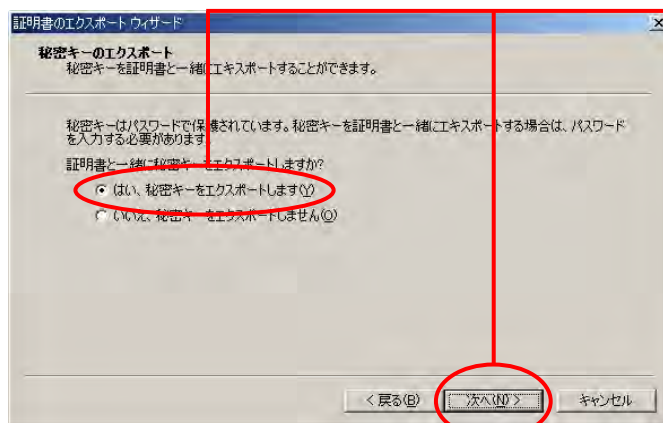 証明書のエクスポート ウィザード
秘密キーのエクスポート
秘密キーを証明書と一緒にエキスポートすることができます。
秘密キーはパスワードで保護されています。秘密キーを証明書と一緒にエキスポートする場合は、パスワード
を入力する必要があります。
証明書と一緒に秘密キーをエクスポートしますか?
はい、秘密キーをエクスポートします(Y)
いいえ、秘密キーをエクスポートしません(O)
< 戻る(B)
次へ(N) >
キャンセル